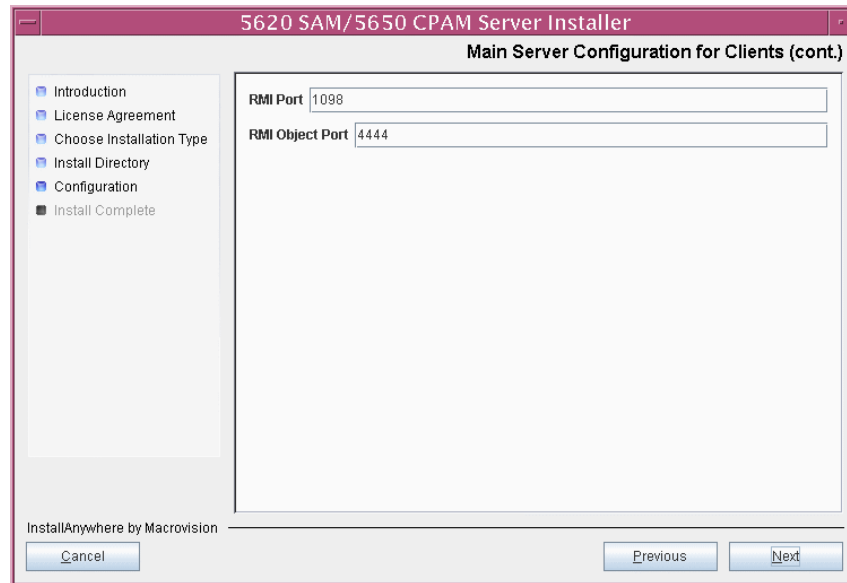 5620 SAM/5650 CPAM Server Installer
Main Server Configuration for Clients (cont.)
Introduction
License Agreement
Choose Installation Type
Install Directory
Configuration
Install Complete
RMI Port 1098
RMI Object Port 4444
InstallAnywhere by Macrovision
Cancel
Previous
Next